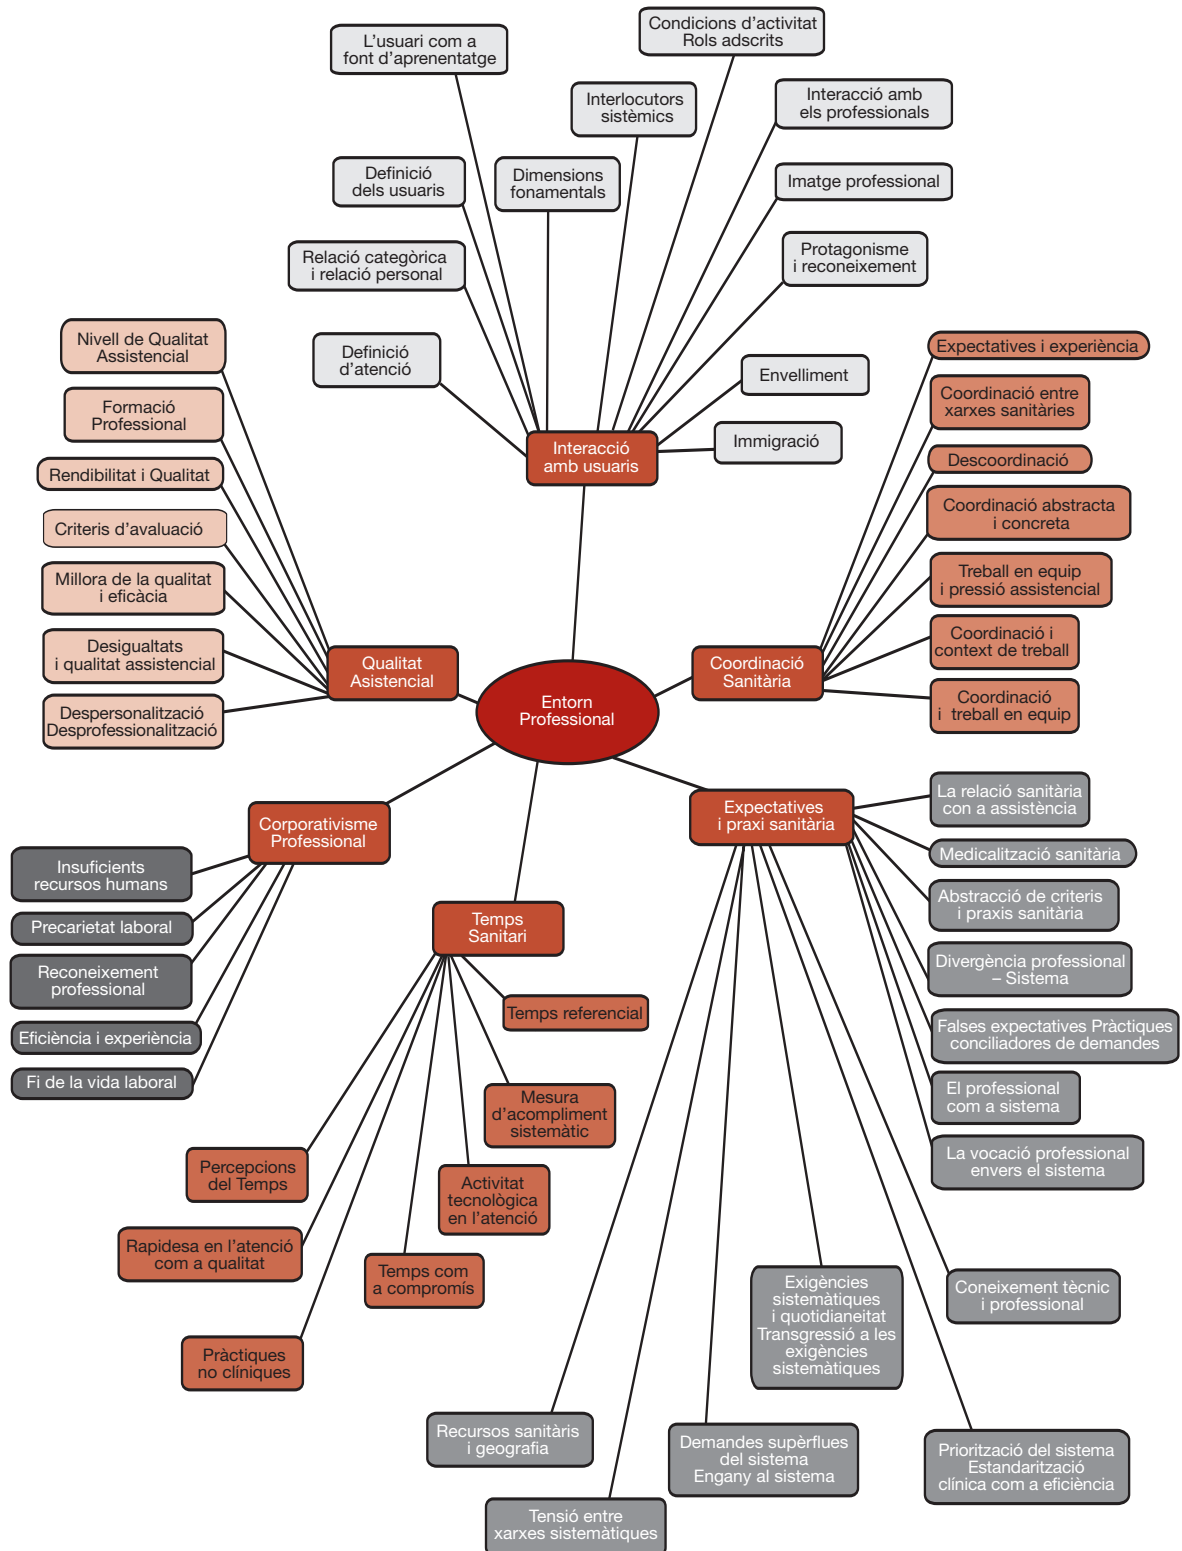 Condicions d'activitat
Rols adscrits
L'usuari com a
font d'aprenentatge
Interlocutors
sistèmics
Interacció amb
els professionals
Definició
dels usuaris
Dimensions
fonamentals
Imatge professional
Relació categòrica
i relació personal
Protagonisme
i reconeixement
Definició
d'atenció
Envelliment
Immigració
Interacció
amb usuaris
Nivell de Qualitat
Assistencial
Formació
Professional
Rendibilitat i Qualitat
Criteris d'avaluació
Millora de la qualitat
i eficàcia
Desigualtats
i qualitat assistencial
Despersonalització
Desprofessionalització
Qualitat
Asistencial
Entorn
Professional
Coordinació
Sanitària
Expectatives i experiència
Coordinació entre
xarxes sanitàries
Descoordinació
Coordinació abstracta
i concreta
Treball en equip
i pressió assistencial
Coordinació i
context de treball
Coordinació
i treball en equip
Corporativisme
Professional
Insuficients
recursos humans
Precarietat laboral
Reconeixement
professional
Eficiència i experiència
Fi de la vida laboral
Temps
Sanitari
Temps referencial
Mesura
d'acompliment
sistemàtic
Activitat
tecnològica
en l'atenció
Temps com
a compromís
Percepcions
del Temps
Rapidesa en l'atenció
com a qualitat
Pràctiques
no clíniques
Expectatives
i praxi sanitària
La relació sanitària
con a assistència
Medicalització sanitària
Abstracció de criteris
i praxis sanitària
Divergència professional
– Sistema
Falses expectatives Pràctiques
conciliadores de demandes
El professional
com a sistema
La vocació professional
envers el sistema
Coneixement tècnic
i professional
Exigències
sistemàtiques
i quotidianeitat
Transgressió a les
exigències
sistemàtiques
Recursos sanitàris
i geografia
Demandes supèrflues
del sistema
Engany al sistema
Priorització del sistema
Estandarització
clínica com a eficiència
Tensió entre
xarxes sistemàtiques